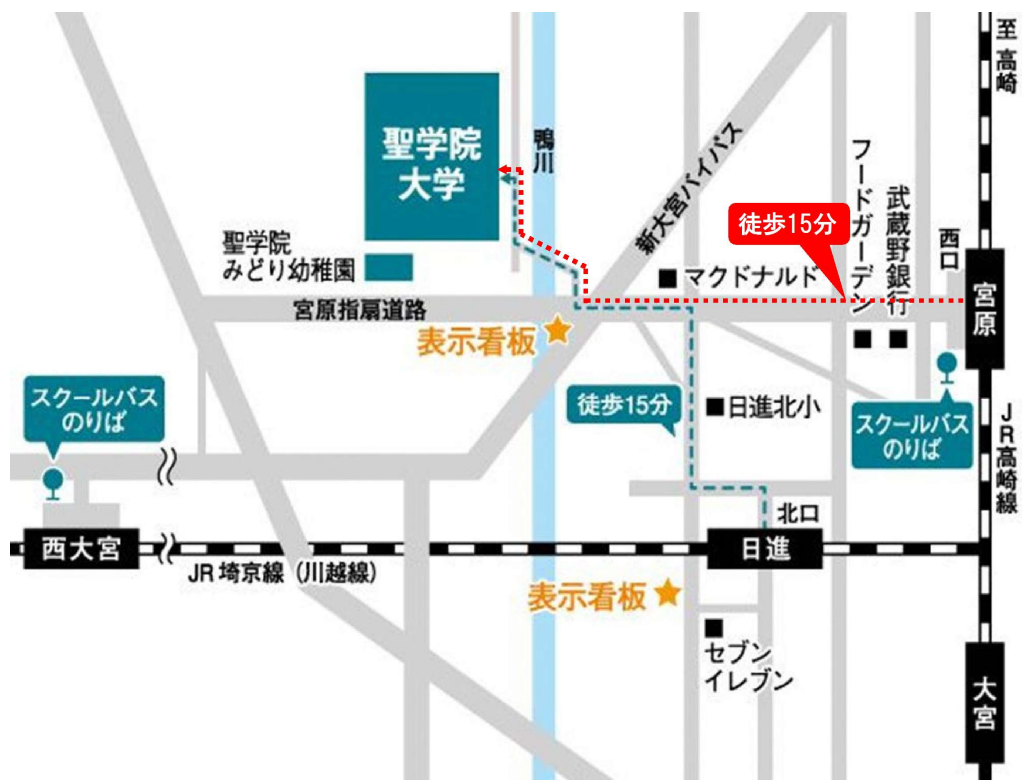 至高崎
聖学院
大学
鴨川
新大宮バイパス
フードガーデン
武蔵野銀行
西口
徒歩15分
聖学院
みどり幼稚園
マクドナルド
宮原
宮原指扇道路
表示看板
スクールバス
のりば
徒歩15分
日進北小
スクールバス
のりば
JR高崎線
北口
西大宮
日進
JR埼京線（川越線）
表示看板
セブン
イレブン
大宮